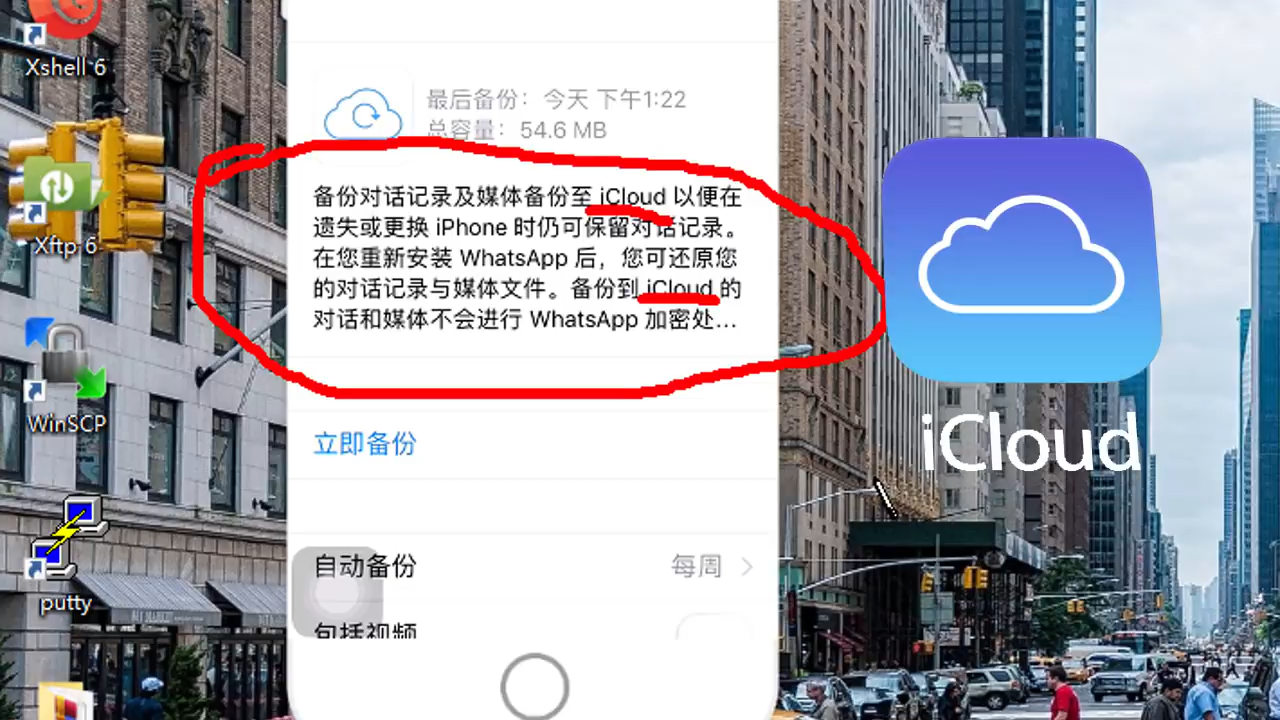 Xshell 6
Xftp 6
WinSCP
putty
最后备份：今天 下午1:22
总容量：54.6 MB
备份对话记录及媒体备份至 iCloud 以便在
遗失或更换 iPhone 时仍可保留对话记录。
在您重新安装 WhatsApp 后，您可还原您
的对话记录与媒体文件。备份到 iCloud 的
对话和媒体不会进行 WhatsApp 加密处...
立即备份
自动备份
每周
包括视频
iCloud